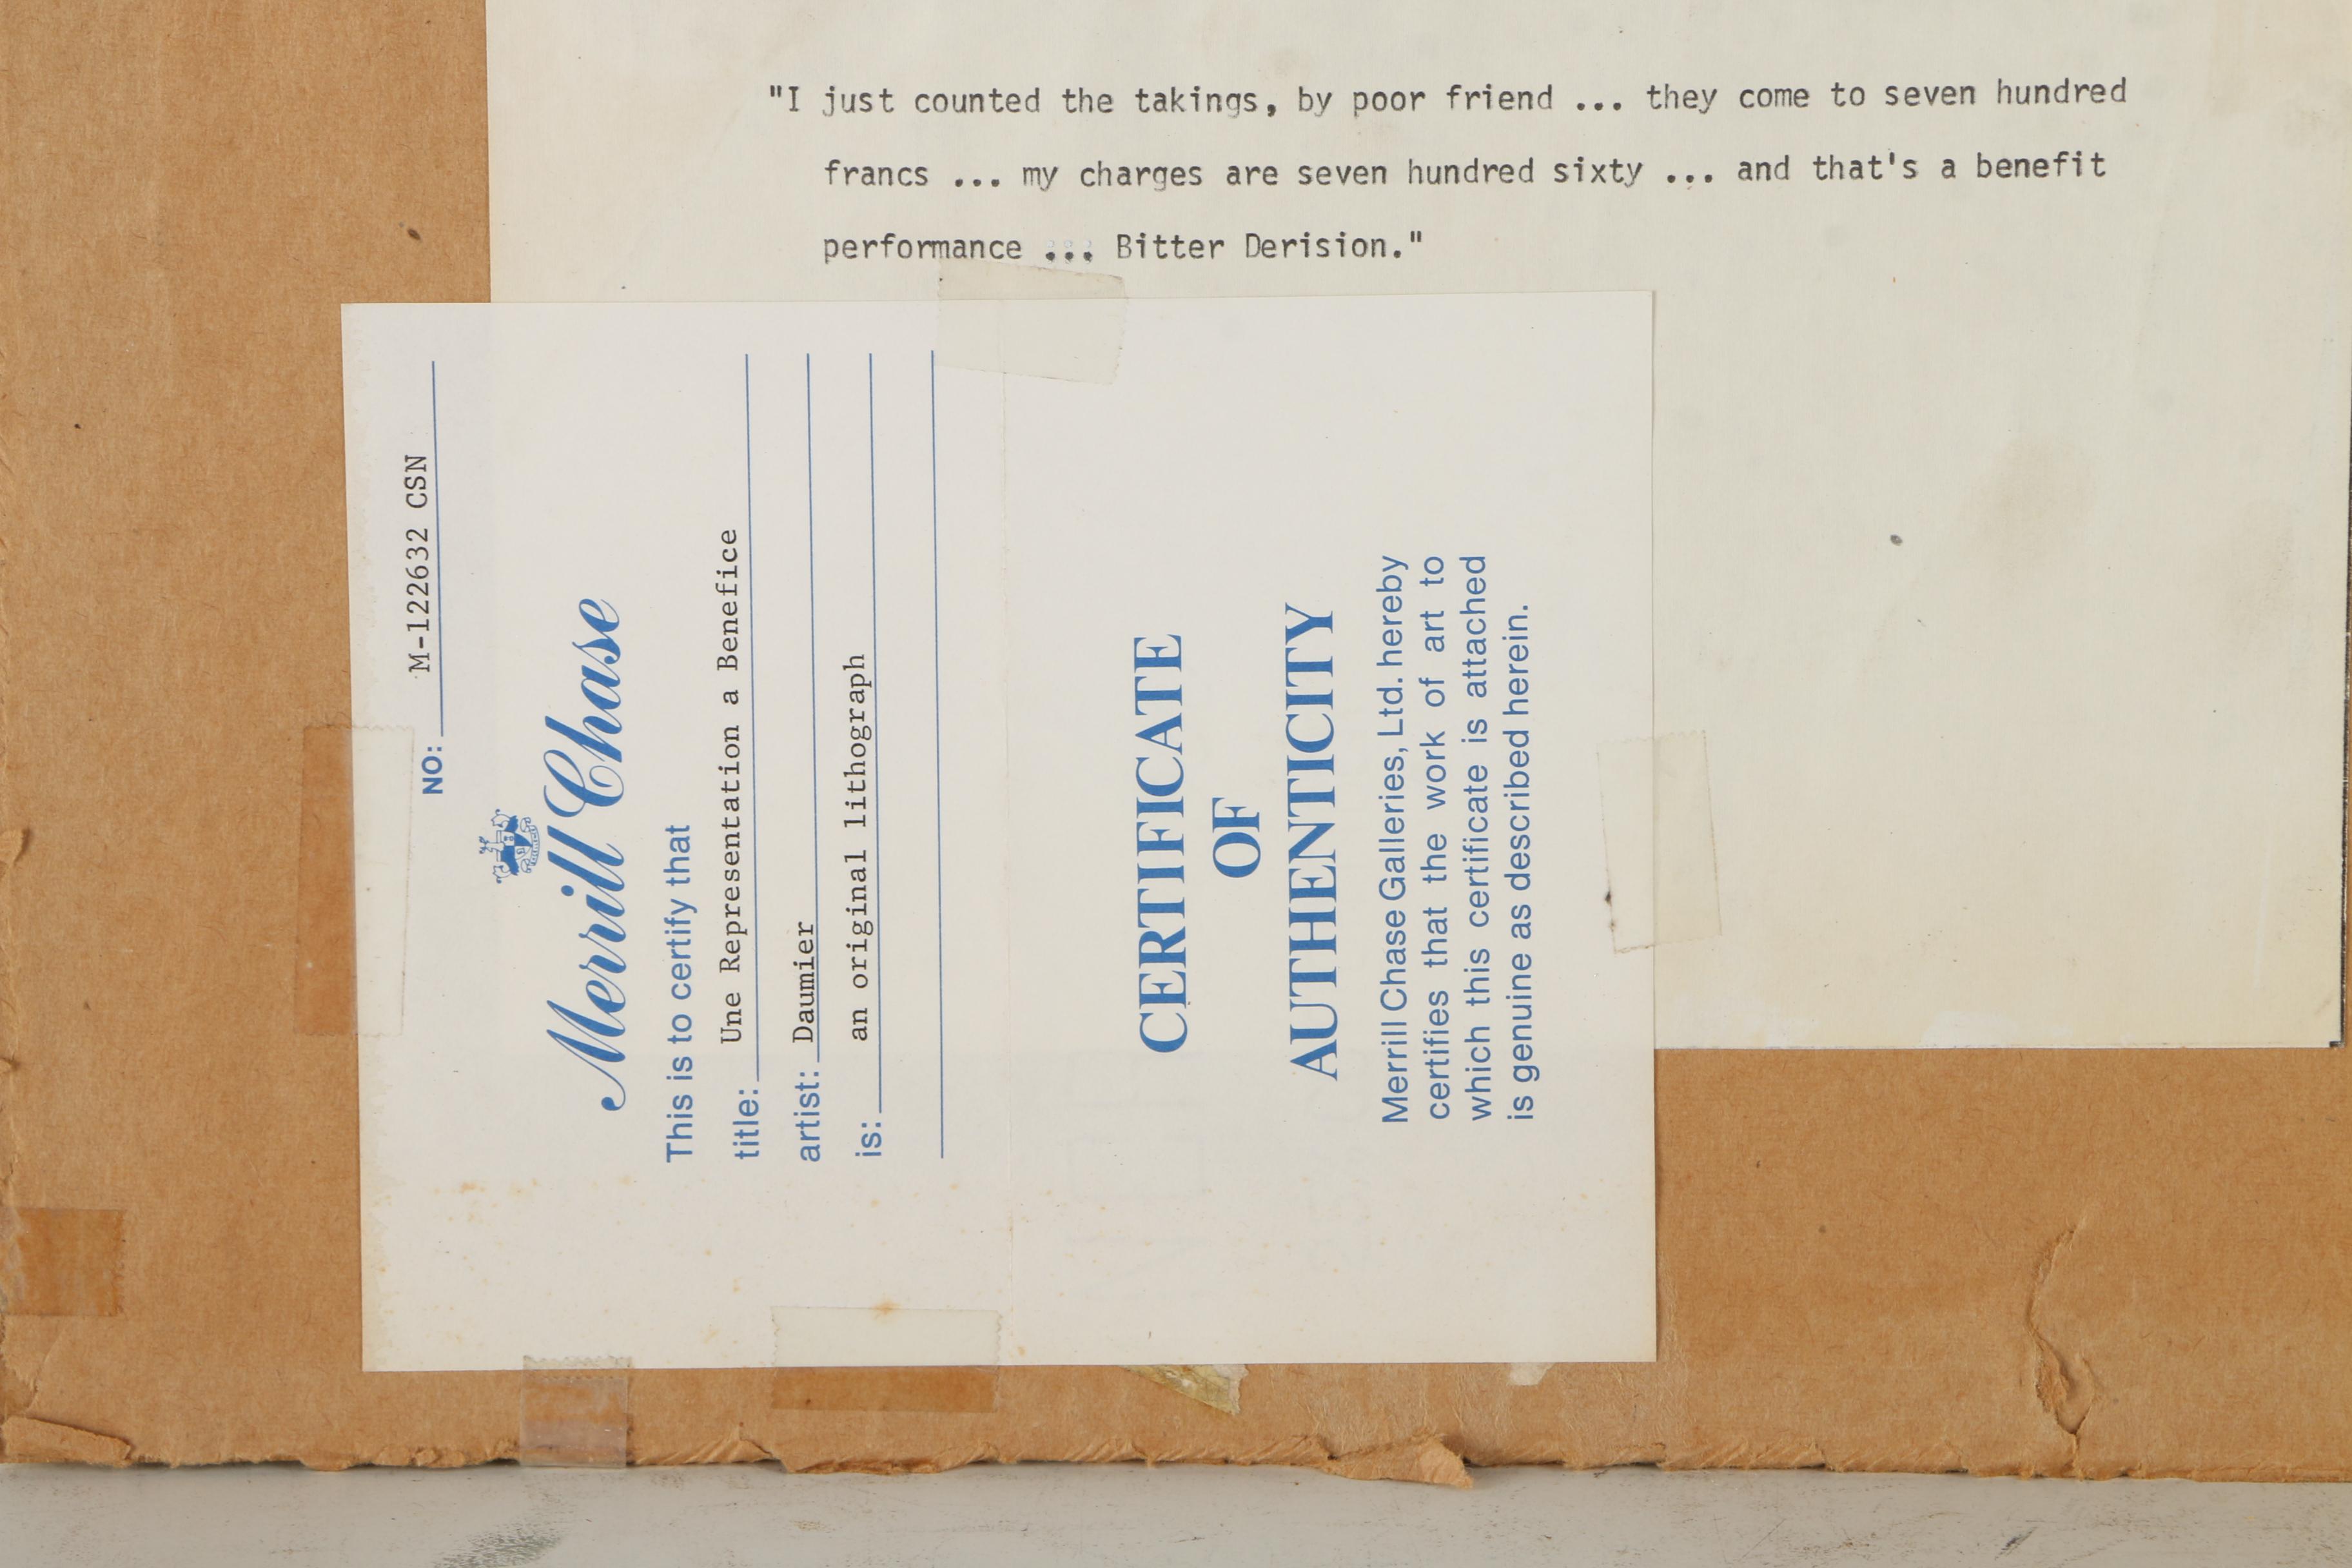 "I just counted the takings, by poor friend ... they come to seven hundred
francs ... my charges are seven hundred sixty ... and that's a benefit
performance ... Bitter Derision."
NO: M-122632 CSN
Merrill Chase
This is to certify that
title: Une Representation a Benefice
artist: Daumier
is: an original lithograph
CERTIFICATE
OF
AUTHENTICITY
Merrill Chase Galleries, Ltd. hereby
certifies that the work of art to
which this certificate is attached
is genuine as described herein.